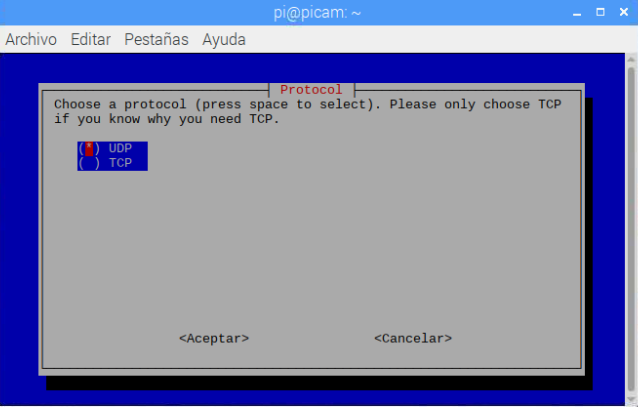 pi@picam: ~
Archivo Editar Pestañas Ayuda
Protocol
Choose a protocol (press space to select). Please only choose TCP
if you know why you need TCP.
(*) UDP
( ) TCP
<Aceptar> <Cancelar>